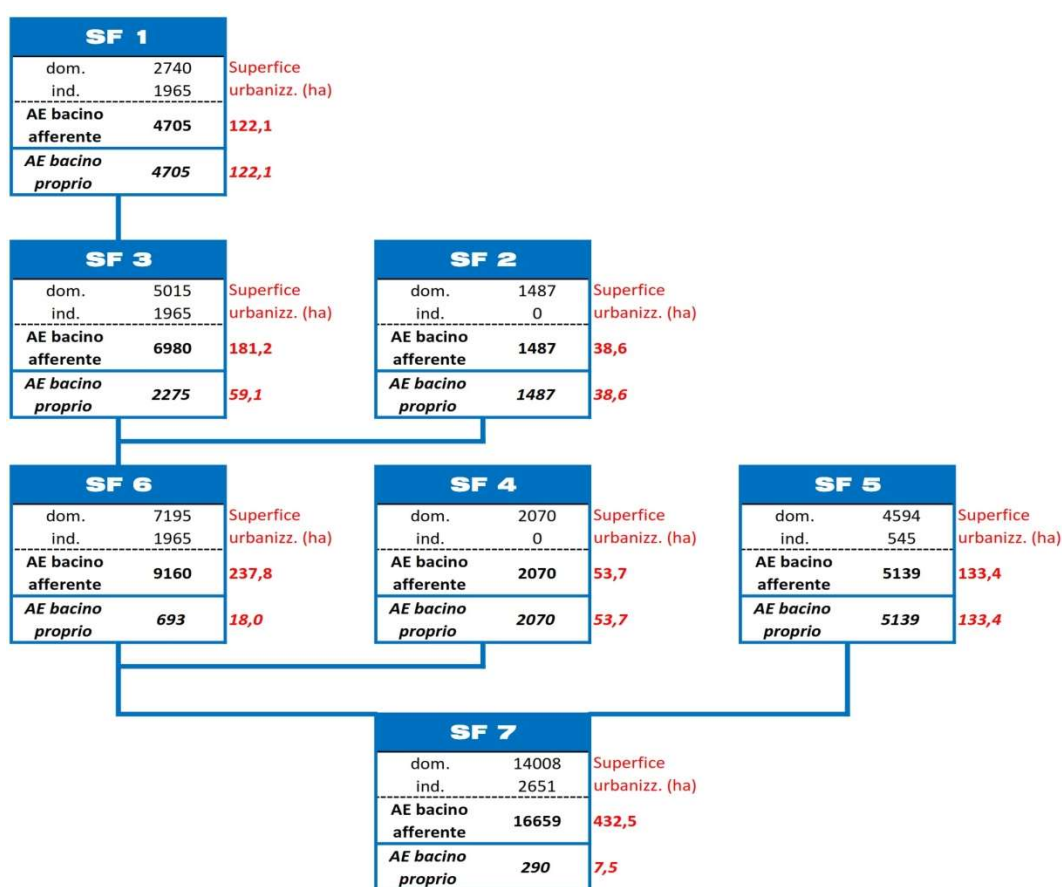 SF 1
dom. 2740 Superfice
ind. 1965 urbanizz. (ha)
AE bacino
afferente 4705 122,1
AE bacino
proprio 4705 122,1
SF 3
dom. 5015 Superfice
ind. 1965 urbanizz. (ha)
AE bacino
afferente 6980 181,2
AE bacino
proprio 2275 59,1
SF 2
dom. 1487 Superfice
ind. 0 urbanizz. (ha)
AE bacino
afferente 1487 38,6
AE bacino
proprio 1487 38,6
SF 6
dom. 7195 Superfice
ind. 1965 urbanizz. (ha)
AE bacino
afferente 9160 237,8
AE bacino
proprio 693 18,0
SF 4
dom. 2070 Superfice
ind. 0 urbanizz. (ha)
AE bacino
afferente 2070 53,7
AE bacino
proprio 2070 53,7
SF 5
dom. 4594 Superfice
ind. 545 urbanizz. (ha)
AE bacino
afferente 5139 133,4
AE bacino
proprio 5139 133,4
SF 7
dom. 14008 Superfice
ind. 2651 urbanizz. (ha)
AE bacino
afferente 16659 432,5
AE bacino
proprio 290 7,5